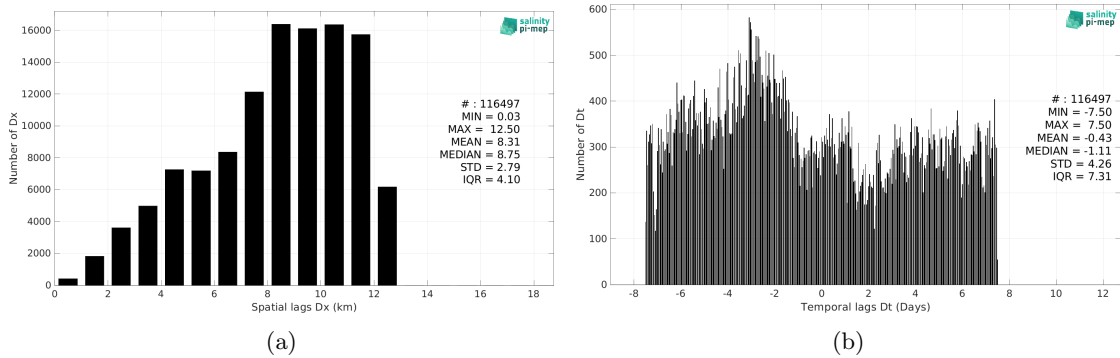 16000
14000
12000
10000
8000
6000
4000
2000
0
Number of Dx
0 2 4 6 8 10 12 14 16 18
Spatial lags Dx (km)
salinity
pi-mep
# : 116497
MIN = 0.03
MAX = 12.50
MEAN = 8.31
MEDIAN = 8.75
STD = 2.79
IQR = 4.10
(a)
600
500
400
300
200
100
0
Number of Dt
-8 -6 -4 -2 0 2 4 6 8 10 12
Temporal lags Dt (Days)
salinity
pi-mep
# : 116497
MIN = -7.50
MAX = 7.50
MEAN = -0.43
MEDIAN = -1.11
STD = 4.26
IQR = 7.31
(b)